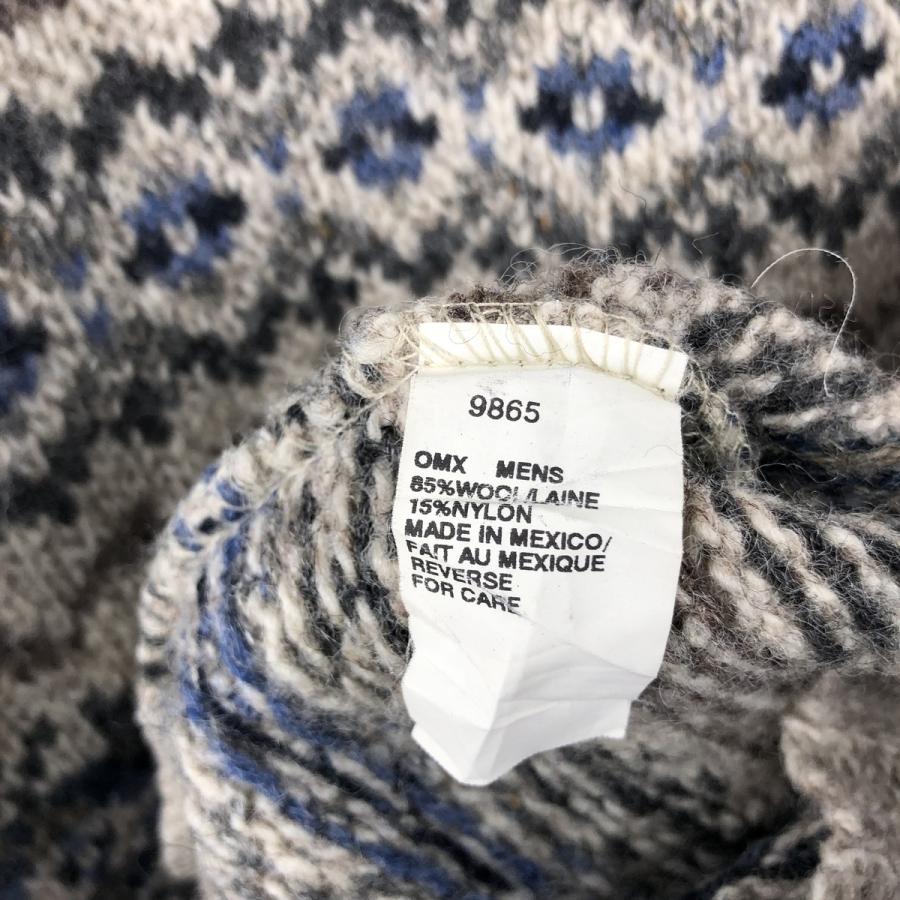 9865
OMX MENS
85%WOOL/LAINE
15%NYLON
MADE IN MEXICO/
FAIT AU MEXIQUE
REVERSE
FOR CARE